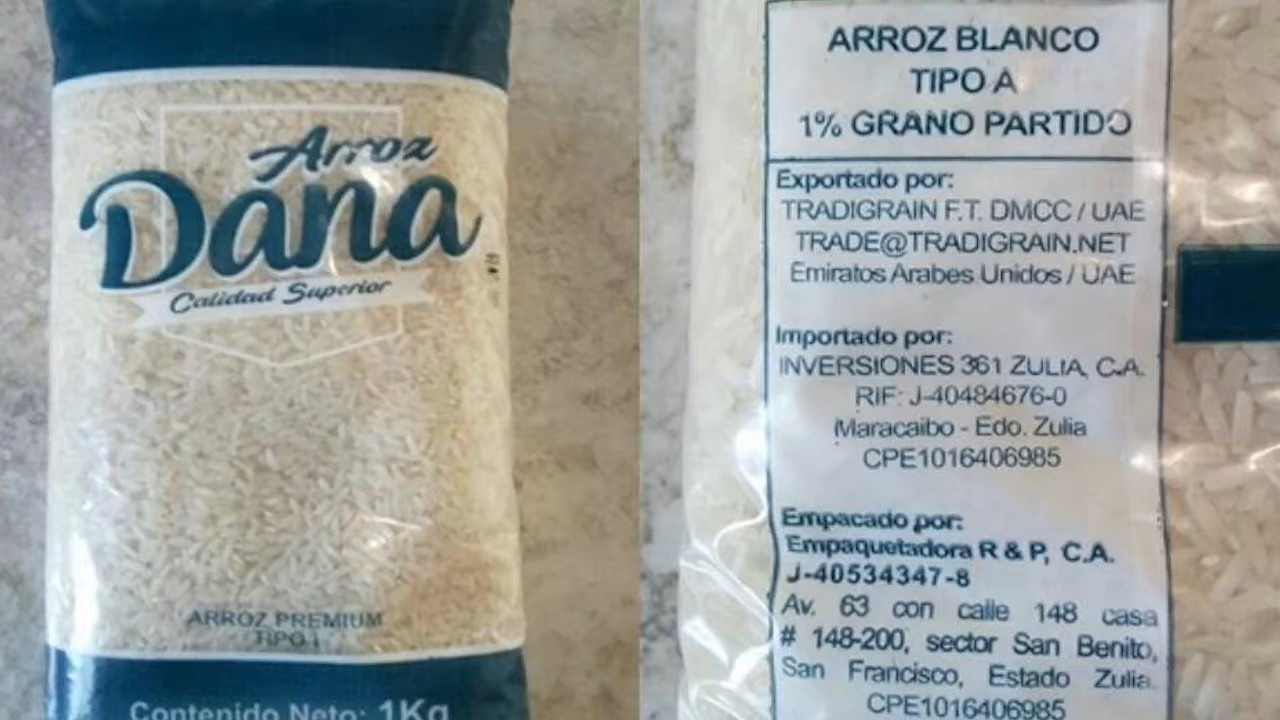 Arroz
Dana
Calidad Superior
ARROZ PREMIUM
TIPO I
Contenido Neto: 1Kg
ARROZ BLANCO
TIPO A
1% GRANO PARTIDO
Exportado por:
TRADIGRAIN F.T. DMCC / UAE
TRADE@TRADIGRAIN.NET
Emiratos Arabes Unidos / UAE
Importado por:
INVERSIONES 361 ZULIA, C.A.
RIF: J-40484676-0
Maracaibo - Edo. Zulia
CPE1016406985
Empacado por:
Empaquetadora R & P, C.A.
J-40534347-8
Av. 63 con calle 148 casa
# 148-200, sector San Benito,
San Francisco, Estado Zulia.
CPE1016406985